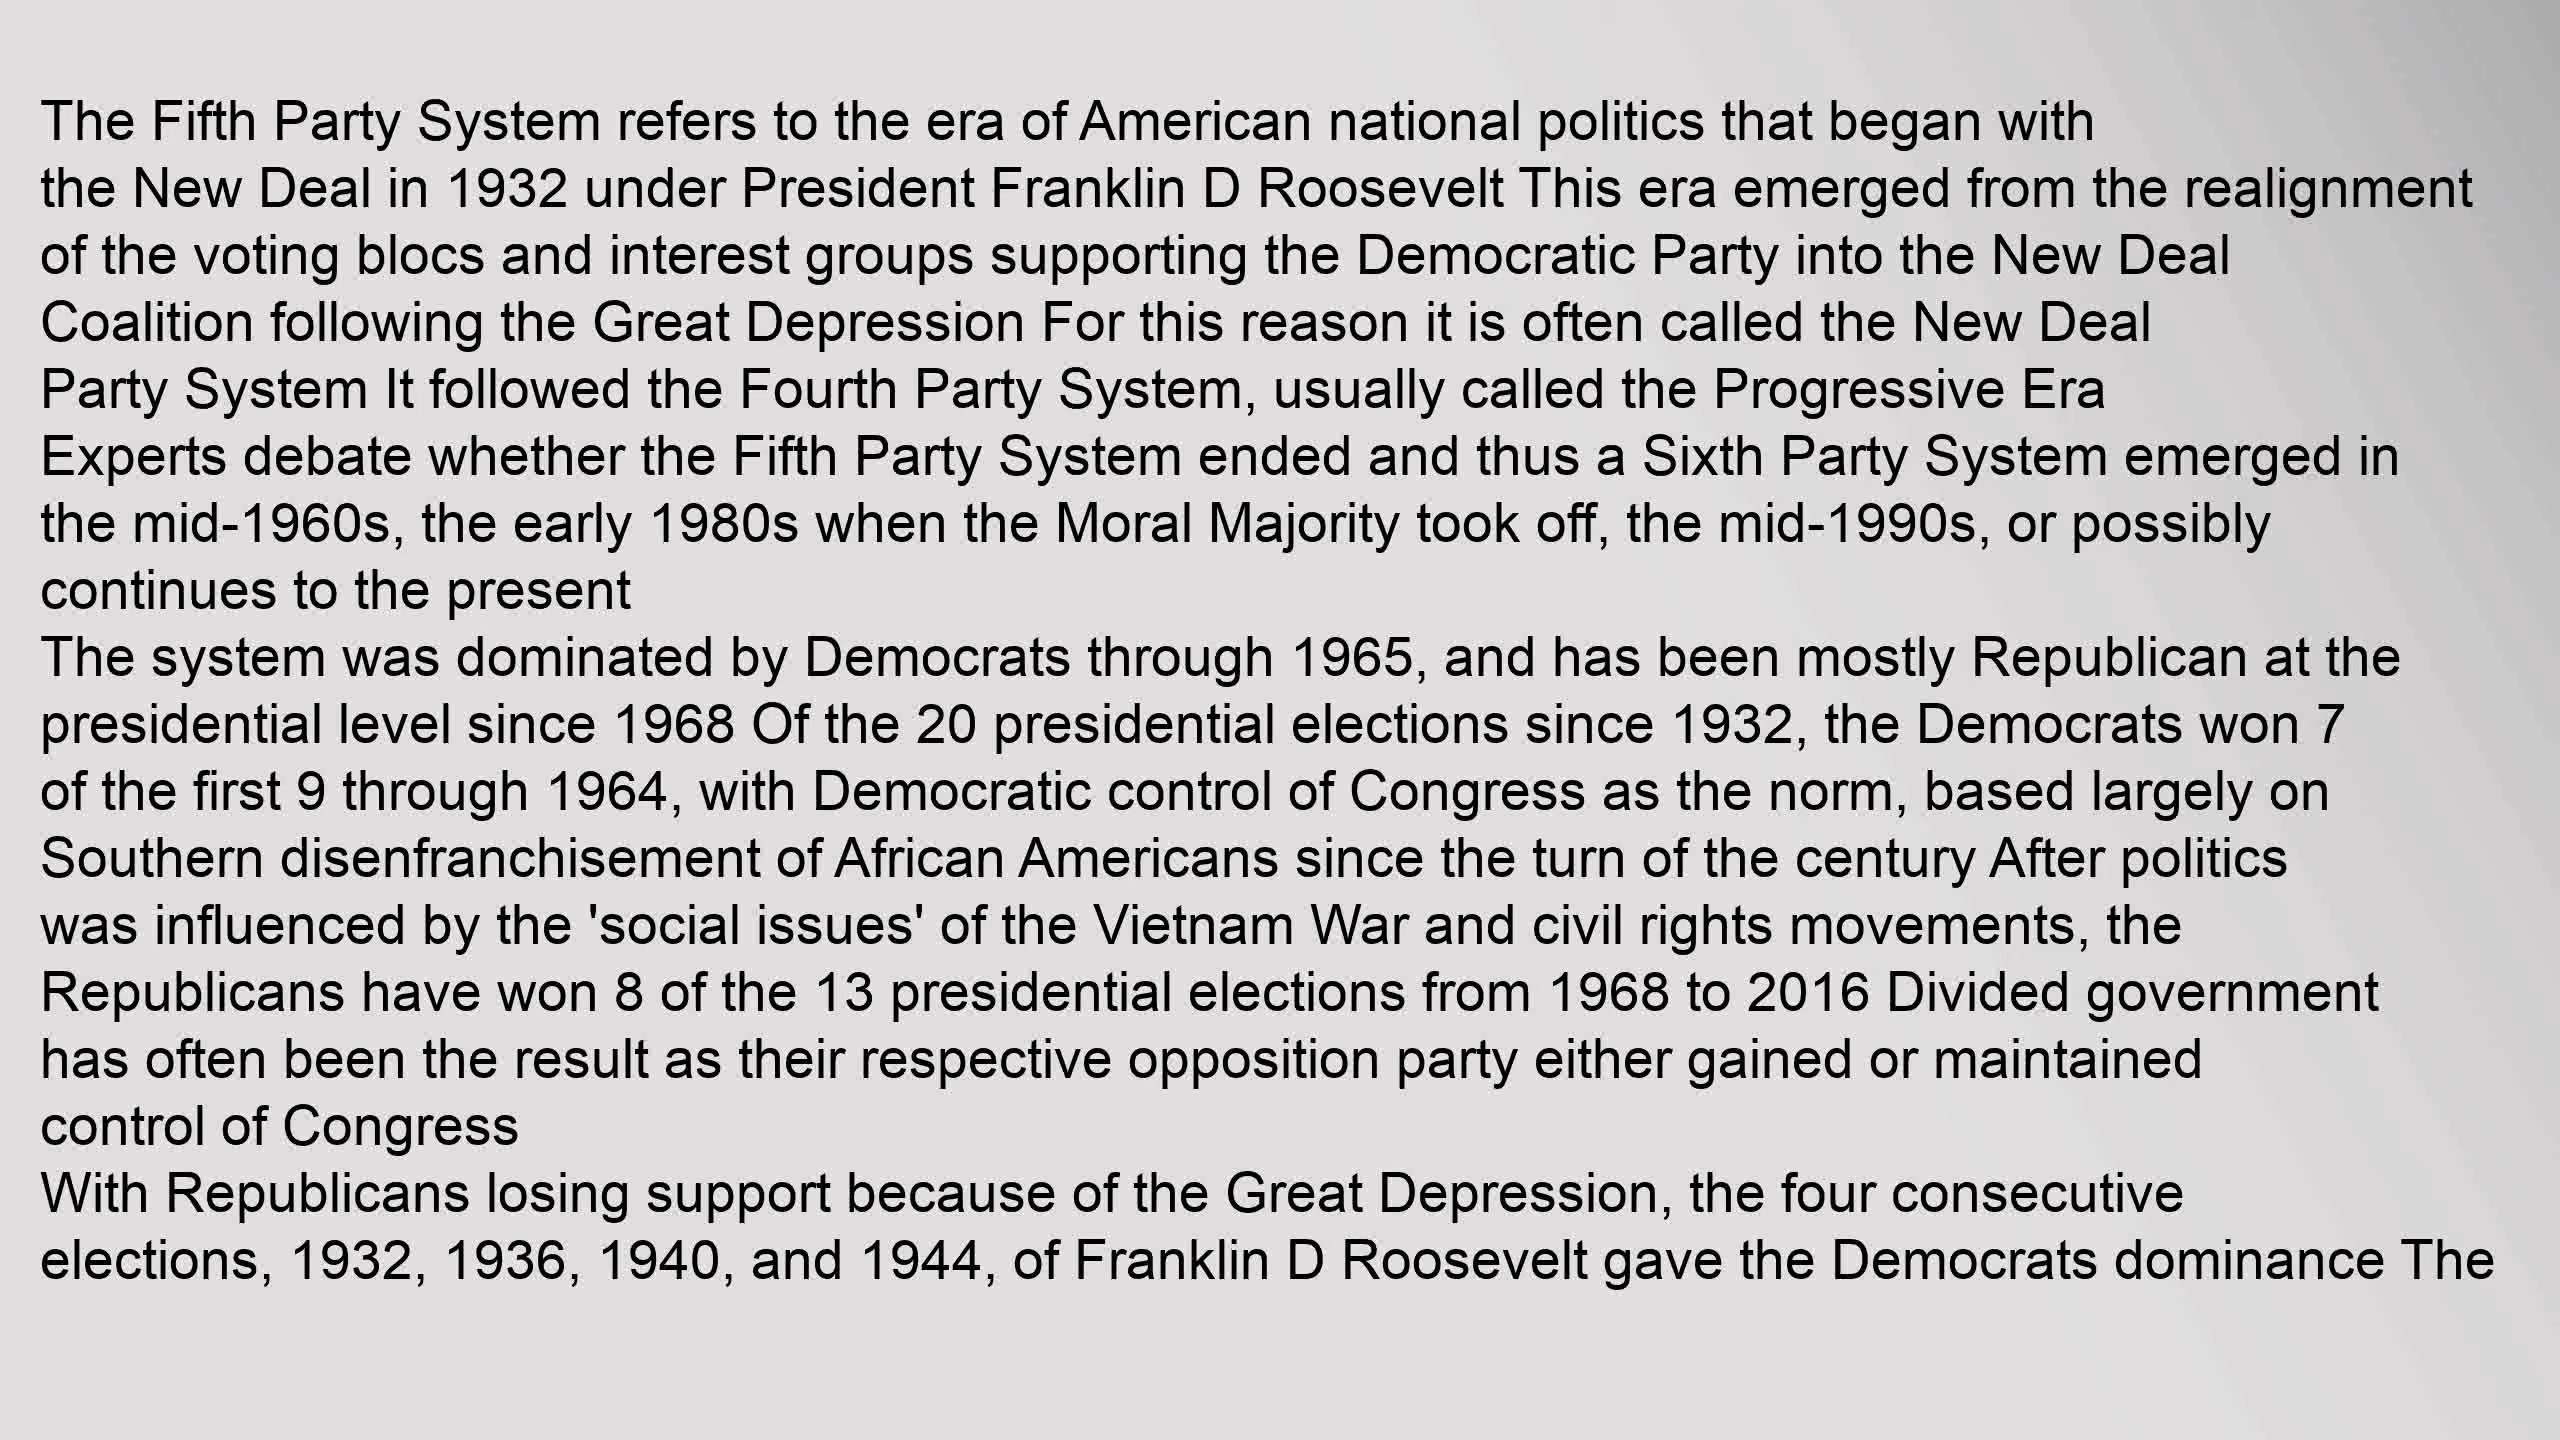 The Fifth Party System refers to the era of American national politics that began with
the New Deal in 1932 under President Franklin D Roosevelt This era emerged from the realignment
of the voting blocs and interest groups supporting the Democratic Party into the New Deal
Coalition following the Great Depression For this reason it is often called the New Deal
Party System It followed the Fourth Party System, usually called the Progressive Era
Experts debate whether the Fifth Party System ended and thus a Sixth Party System emerged in
the mid-1960s, the early 1980s when the Moral Majority took off, the mid-1990s, or possibly
continues to the present
The system was dominated by Democrats through 1965, and has been mostly Republican at the
presidential level since 1968 Of the 20 presidential elections since 1932, the Democrats won 7
of the first 9 through 1964, with Democratic control of Congress as the norm, based largely on
Southern disenfranchisement of African Americans since the turn of the century After politics
was influenced by the 'social issues' of the Vietnam War and civil rights movements, the
Republicans have won 8 of the 13 presidential elections from 1968 to 2016 Divided government
has often been the result as their respective opposition party either gained or maintained
control of Congress
With Republicans losing support because of the Great Depression, the four consecutive
elections, 1932, 1936, 1940, and 1944, of Franklin D Roosevelt gave the Democrats dominance The